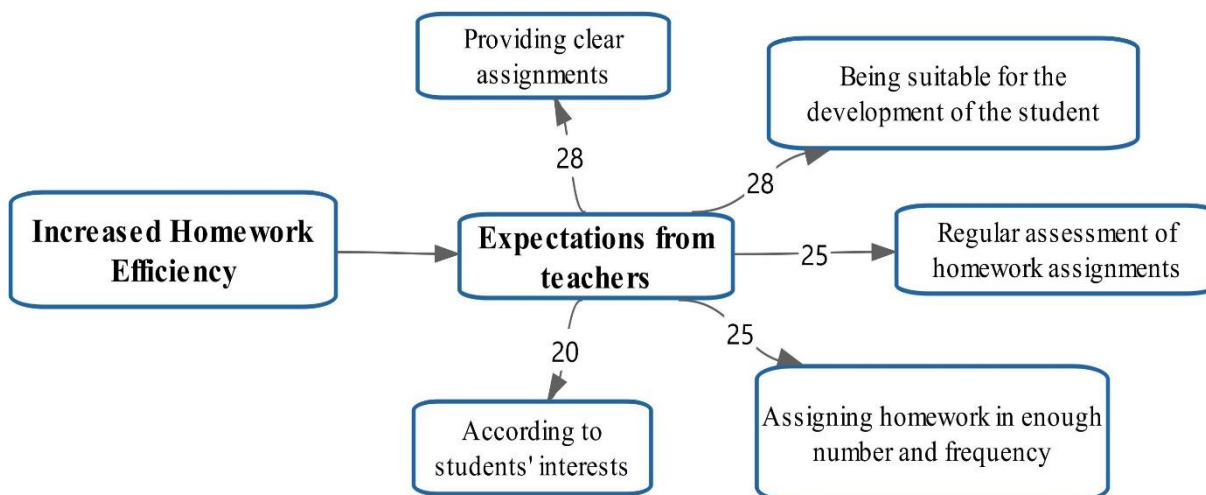 Providing clear
assignments
Being suitable for the
development of the student
28
28
Increased Homework
Efficiency
Expectations from
teachers
25
Regular assessment of
homework assignments
20
25
According to
students' interests
Assigning homework in enough
number and frequency